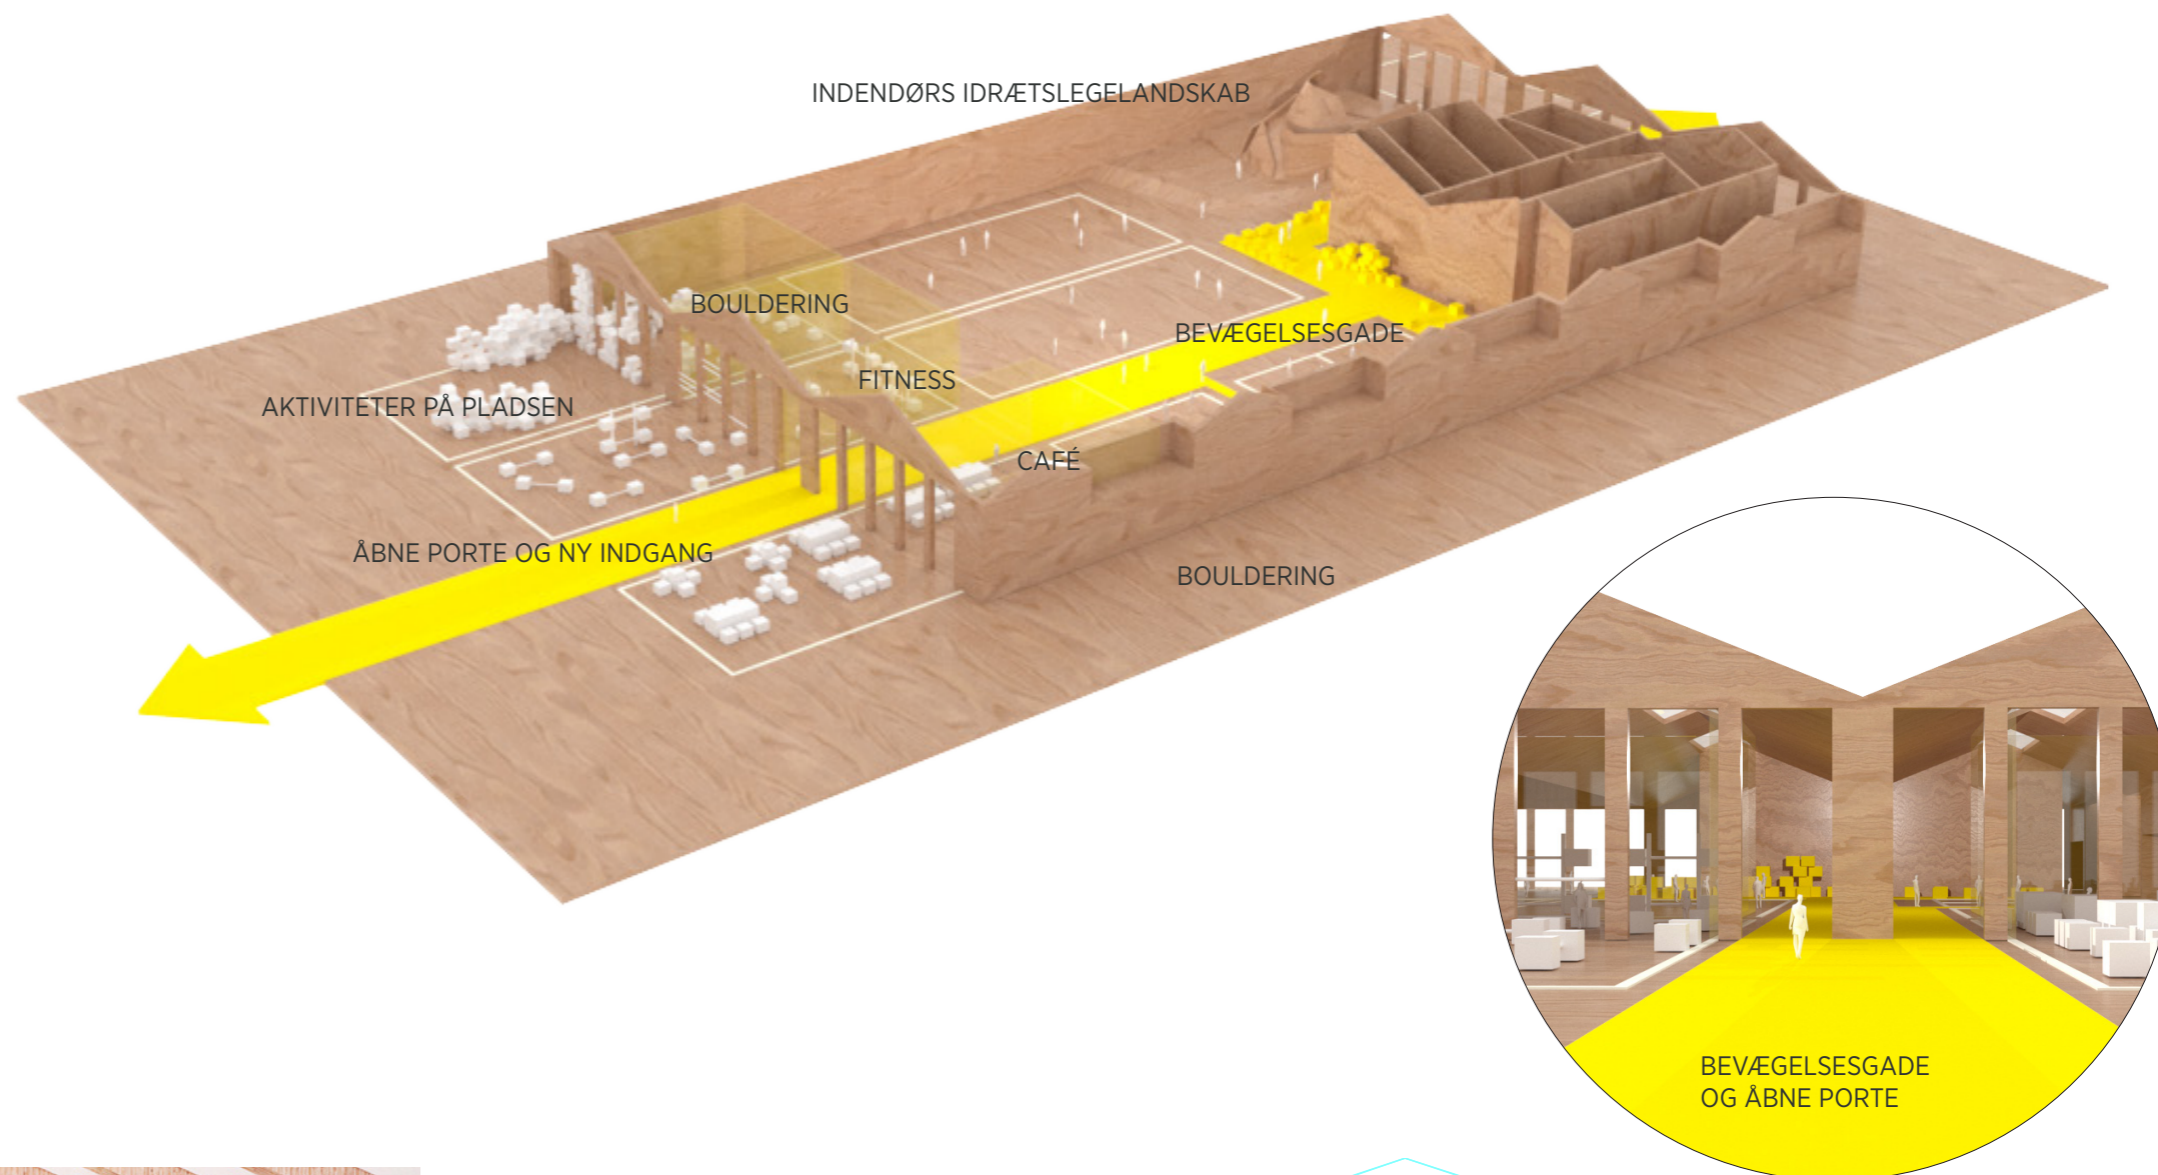 INDENDØRS IDRÆTSLEGELANDSKAB
BOULDERING
BEVÆGELSESGADE
FITNESS
AKTIVITETER PÅ PLADSEN
CAFÉ
ÅBNE PORTE OG NY INDGANG
BOULDERING
BEVÆGELSESGADE
OG ÅBNE PORTE